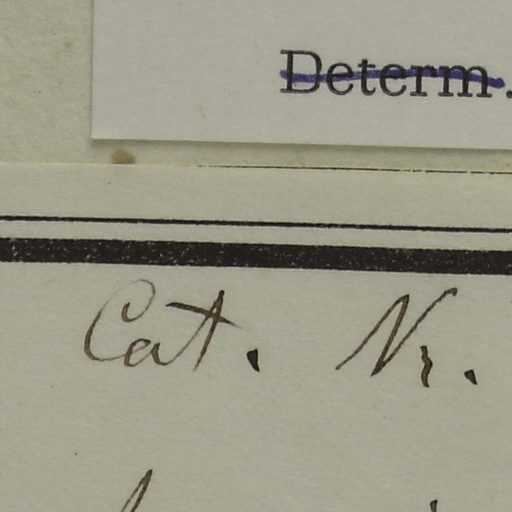 Determ.
Cat. Nr.